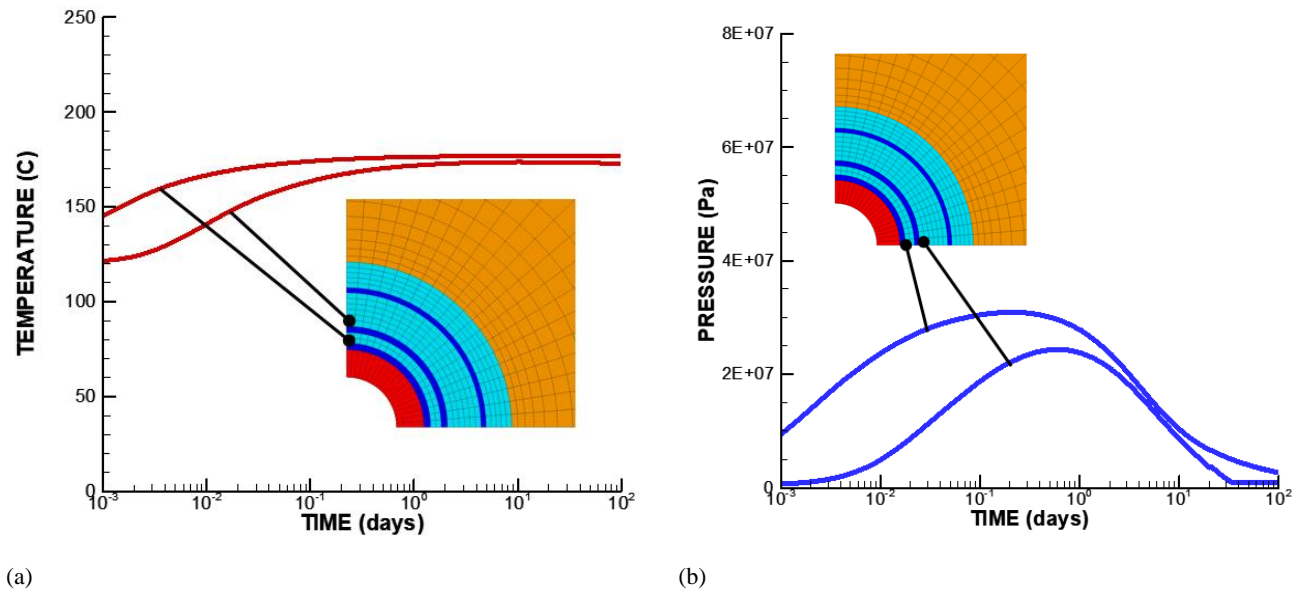 250
200
150
100
50
0
TEMPERATURE (C)
10-3
10-2
10-1
100
101
102
TIME (days)
(a)
8E+07
6E+07
4E+07
2E+07
0
PRESSURE (Pa)
10-3
10-2
10-1
100
101
102
TIME (days)
(b)